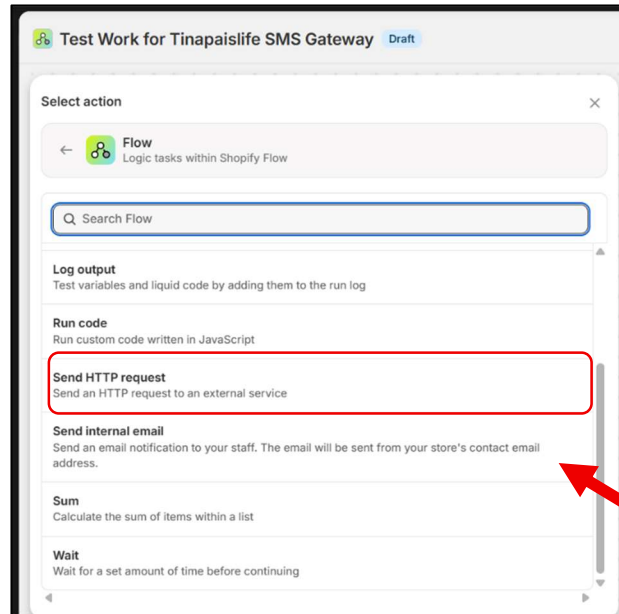 Test Work for Tinapaislife SMS Gateway Draft
Select action
Flow
Logic tasks within Shopify Flow
Search Flow
Log output
Test variables and liquid code by adding them to the run log
Run code
Run custom code written in JavaScript
Send HTTP request
Send an HTTP request to an external service
Send internal email
Send an email notification to your staff. The email will be sent from your store's contact email
address.
Sum
Calculate the sum of items within a list
Wait
Wait for a set amount of time before continuing